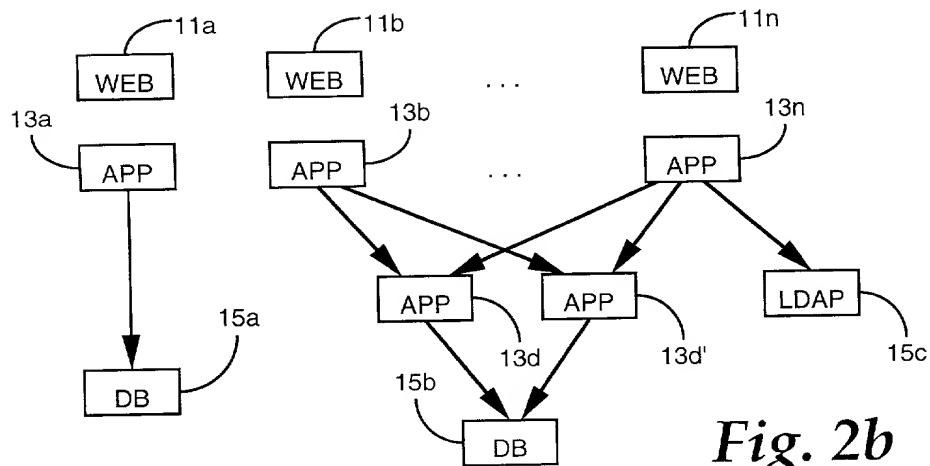 11a 11b 11n
WEB WEB ... WEB
13a 13b 13n
APP APP ... APP
APP APP LDAP
15a 13d 13d' 15c
DB 15b
DB
Fig. 2b